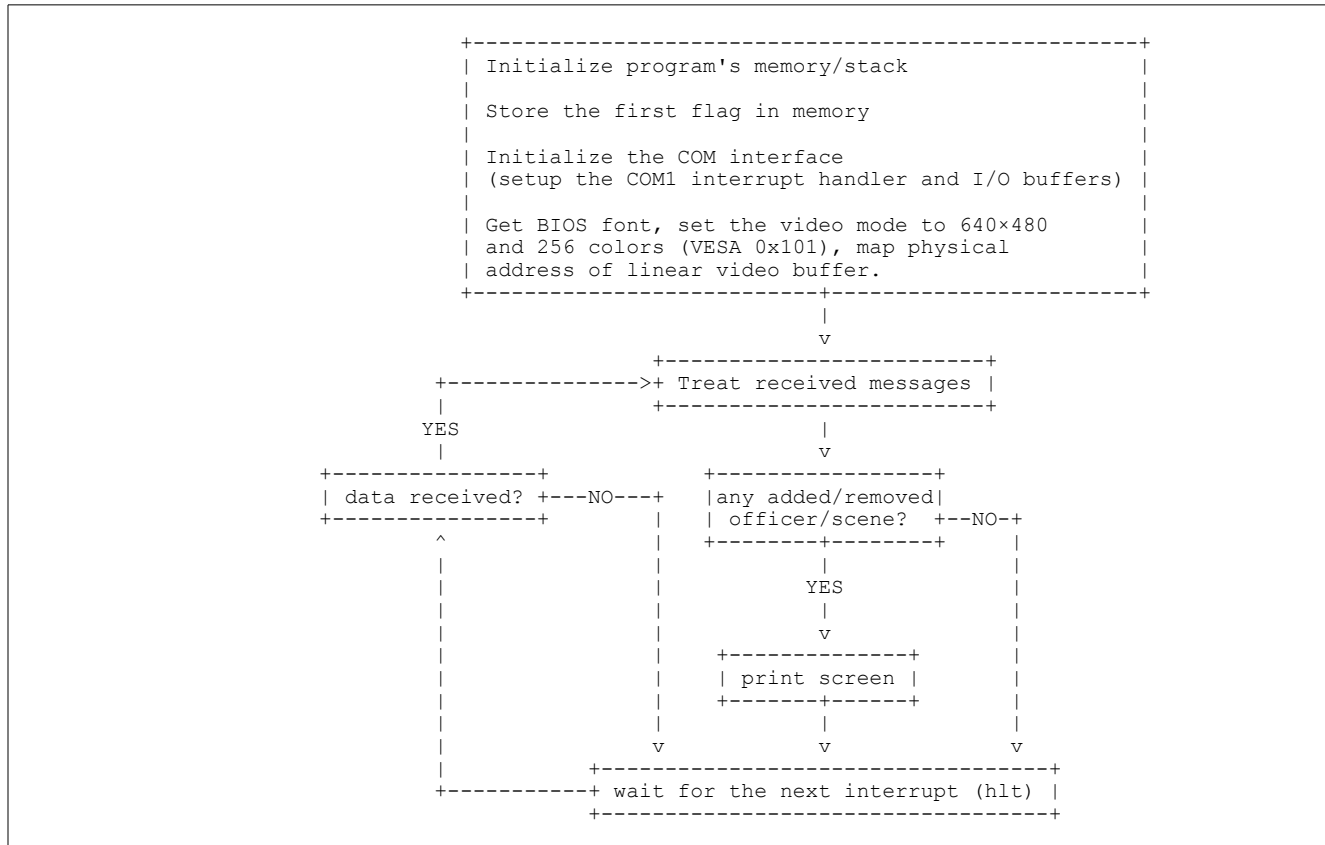 Initialize program's memory/stack
Store the first flag in memory
Initialize the COM interface
(setup the COM1 interrupt handler and I/O buffers)
Get BIOS font, set the video mode to 640×480
and 256 colors (VESA 0x101), map physical
address of linear video buffer.
Treat received messages
YES
data received?
NO
any added/removed
officer/scene?
NO
YES
print screen
wait for the next interrupt (hlt)